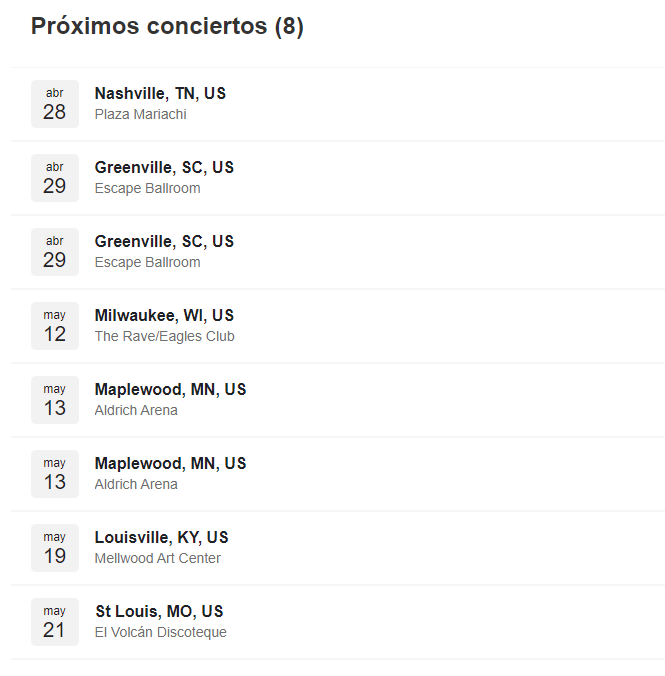 Próximos conciertos (8)
abr
28
Nashville, TN, US
Plaza Mariachi
abr
29
Greenville, SC, US
Escape Ballroom
abr
29
Greenville, SC, US
Escape Ballroom
may
12
Milwaukee, WI, US
The Rave/Eagles Club
may
13
Maplewood, MN, US
Aldrich Arena
may
13
Maplewood, MN, US
Aldrich Arena
may
19
Louisville, KY, US
Mellwood Art Center
may
21
St Louis, MO, US
El Volcán Discoteque